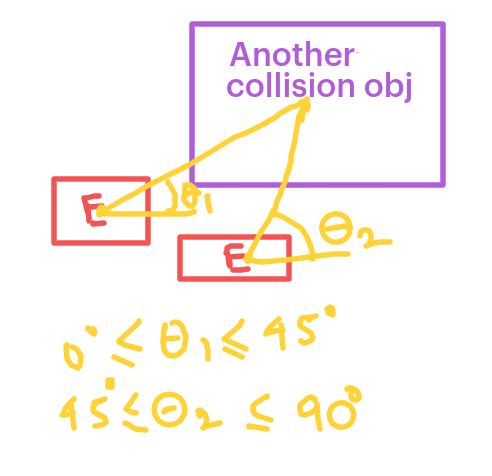 Another
collision obj
E
θ₁
E
θ₂
0° ≤ θ₁ ≤ 45°
45° ≤ θ₂ ≤ 90°